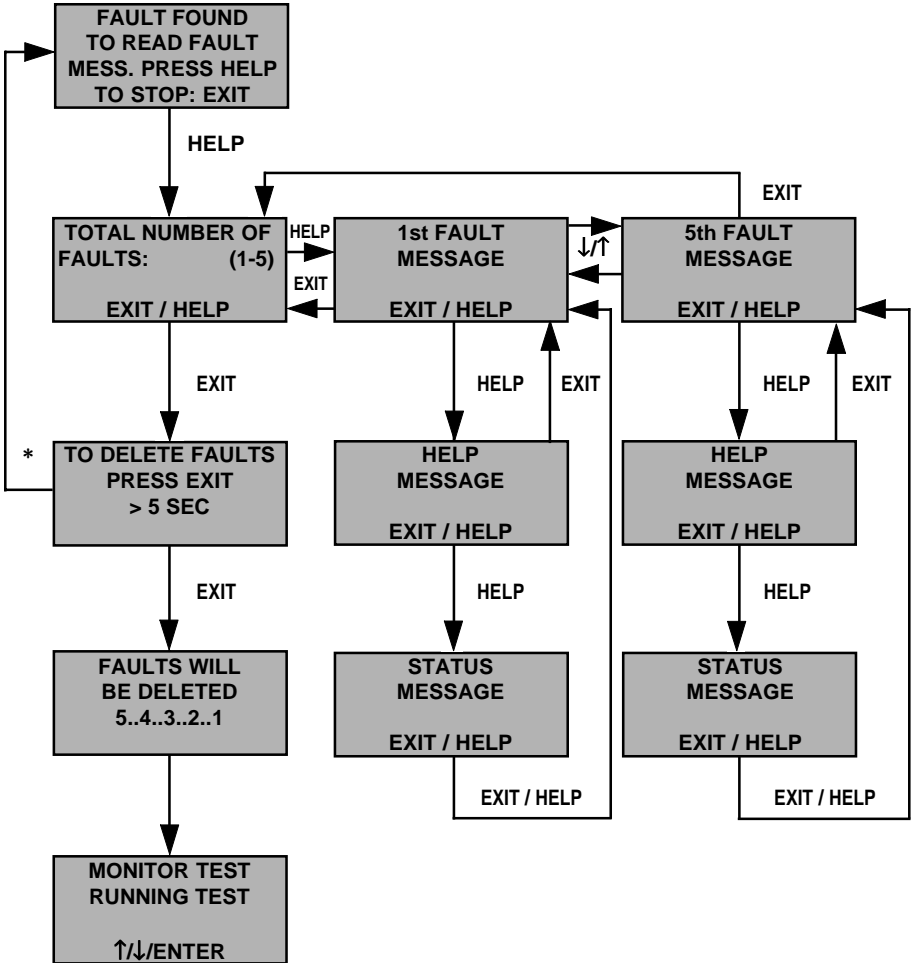 FAULT FOUND
TO READ FAULT
MESS. PRESS HELP
TO STOP: EXIT
HELP
EXIT
TOTAL NUMBER OF
FAULTS: (1-5)
EXIT / HELP
HELP
EXIT
1st FAULT
MESSAGE
EXIT / HELP
↓/↑
5th FAULT
MESSAGE
EXIT / HELP
EXIT
HELP
EXIT
HELP
EXIT
*
TO DELETE FAULTS
PRESS EXIT
> 5 SEC
HELP
MESSAGE
EXIT / HELP
HELP
MESSAGE
EXIT / HELP
EXIT
HELP
HELP
FAULTS WILL
BE DELETED
5..4..3..2..1
STATUS
MESSAGE
EXIT / HELP
STATUS
MESSAGE
EXIT / HELP
EXIT / HELP
EXIT / HELP
MONITOR TEST
RUNNING TEST
↑/↓/ENTER